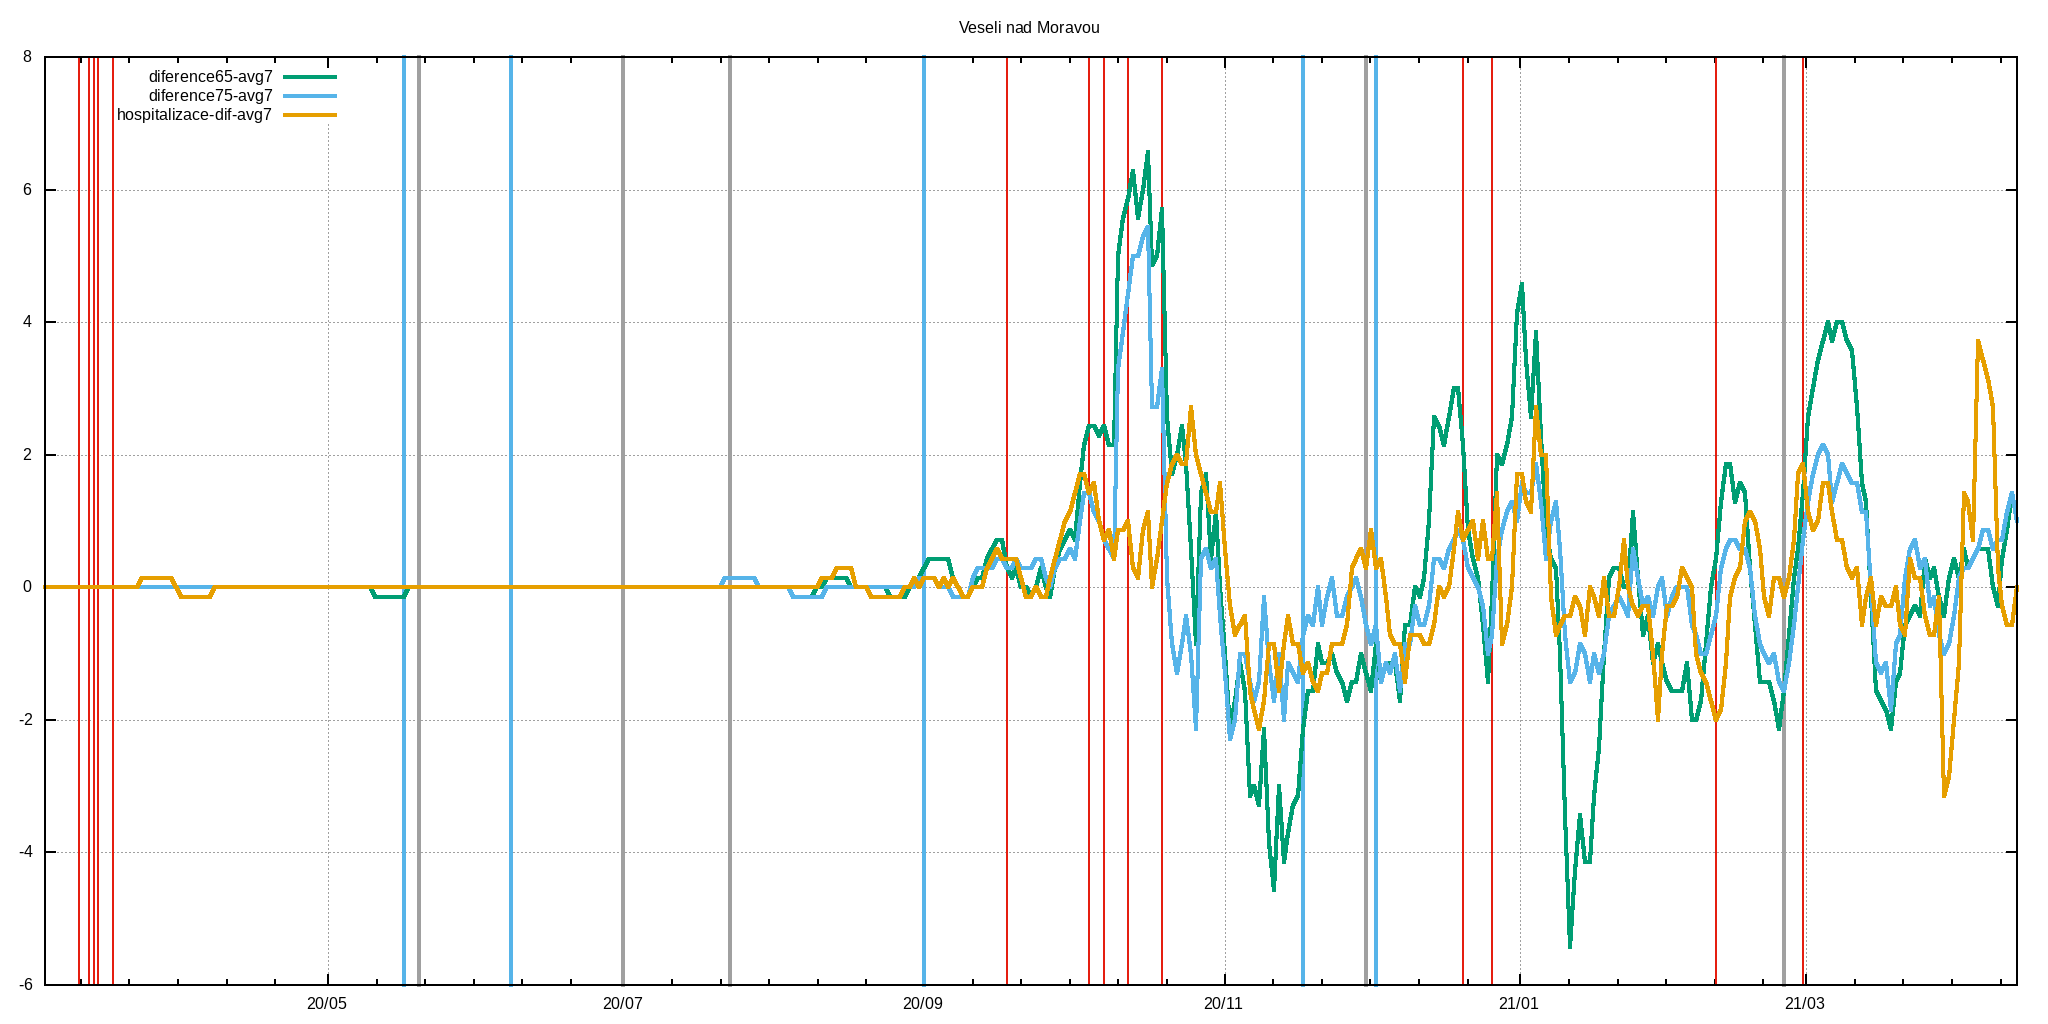 Veseli nad Moravou
diference65-avg7
diference75-avg7
hospitalizace-dif-avg7
8
6
4
2
0
-2
-4
-6
20/05 20/07 20/09 20/11 21/01 21/03